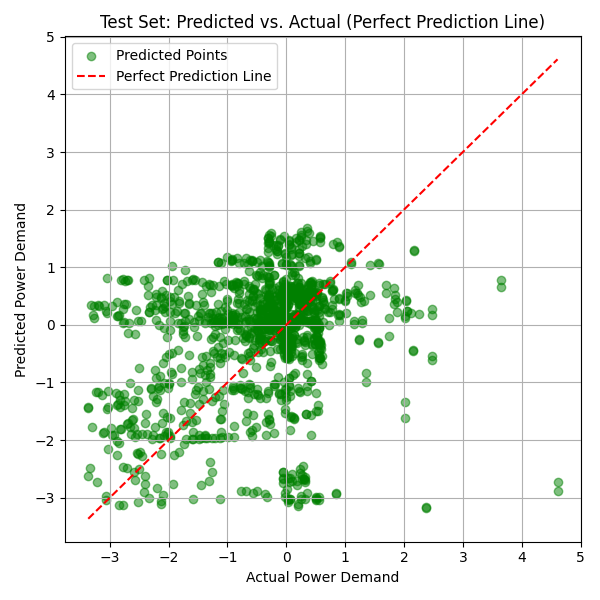 Test Set: Predicted vs. Actual (Perfect Prediction Line)
Predicted Points
Perfect Prediction Line
5
4
3
2
1
0
−1
−2
−3
Predicted Power Demand
−3 −2 −1 0 1 2 3 4 5
Actual Power Demand